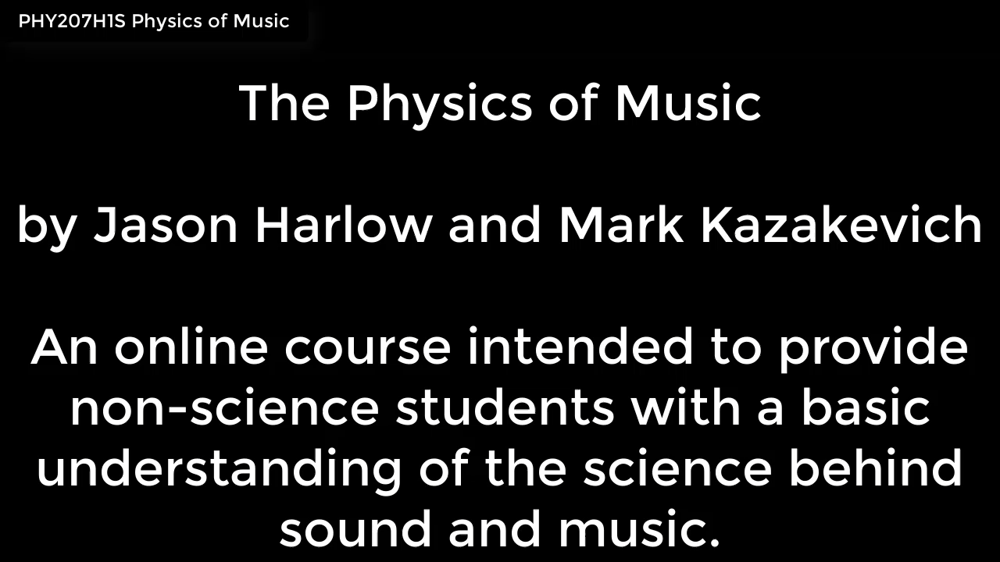 PHY207H1S Physics of Music
The Physics of Music
by Jason Harlow and Mark Kazakevich
An online course intended to provide
non-science students with a basic
understanding of the science behind
sound and music.